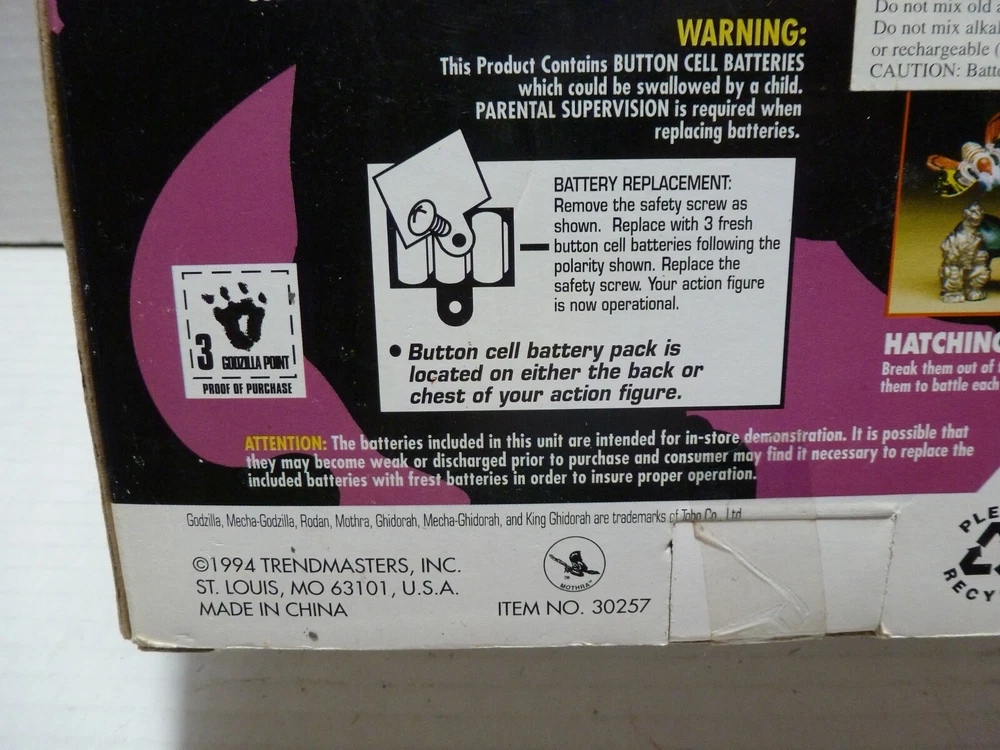 Do not mix old
Do not mix
or rechargeable (
CAUTION:
WARNING:
This Product Contains BUTTON CELL BATTERIES
which could be swallowed by a child.
PARENTAL SUPERVISION is required when
replacing batteries.
BATTERY REPLACEMENT:
Remove the safety screw as
shown. Replace with 3 fresh
button cell batteries following the
polarity shown. Replace the
safety screw. Your action figure
is now operational.
• Button cell battery pack is
located on either the back or
chest of your action figure.
3 GODZILLA POINT
PROOF OF PURCHASE
HATCHING
Break them out of
them to battle each
ATTENTION: The batteries included in this unit are intended for in-store demonstration. It is possible that
they may become weak or discharged prior to purchase and consumer may find it necessary to replace the
included batteries with frest batteries in order to insure proper operation.
Godzilla, Mecha-Godzilla, Rodan, Mothra, Ghidorah, Mecha-Ghidorah, and King Ghidorah are trademarks of Toho Co., Ltd.
©1994 TRENDMASTERS, INC.
ST. LOUIS, MO 63101, U.S.A.
MADE IN CHINA
TM
MOTHRA™
ITEM NO. 30257
PLE
RECY